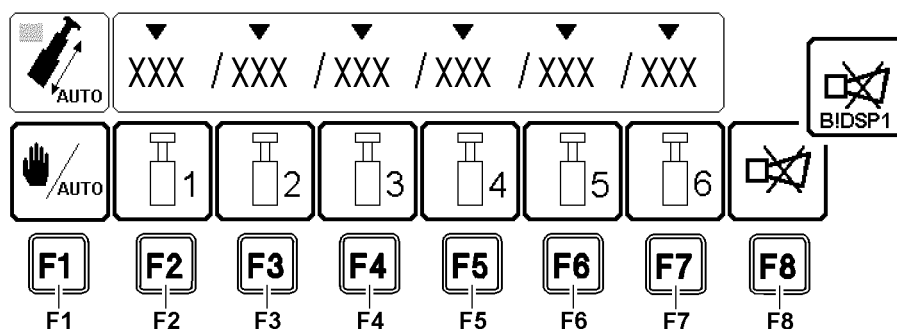 AUTO
XXX /XXX /XXX /XXX /XXX /XXX
B!DSP1
/AUTO
1
2
3
4
5
6
F1 F2 F3 F4 F5 F6 F7 F8
F1 F2 F3 F4 F5 F6 F7 F8